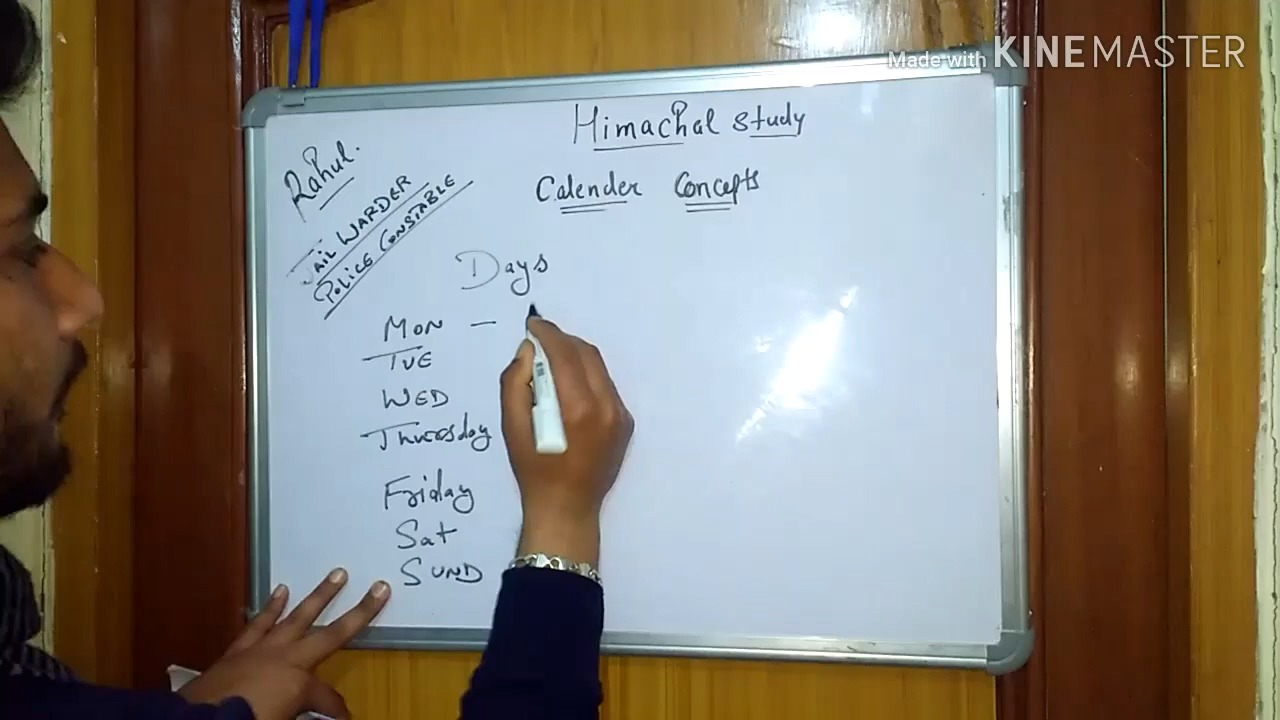 Made with KINEMASTER
Himachal Study
Rahul.
JAIL WARDER
POLICE CONSTABLE
Calender Concepts
Days
MON —
TUE
WED
Thursday
Friday
Sat
SUND